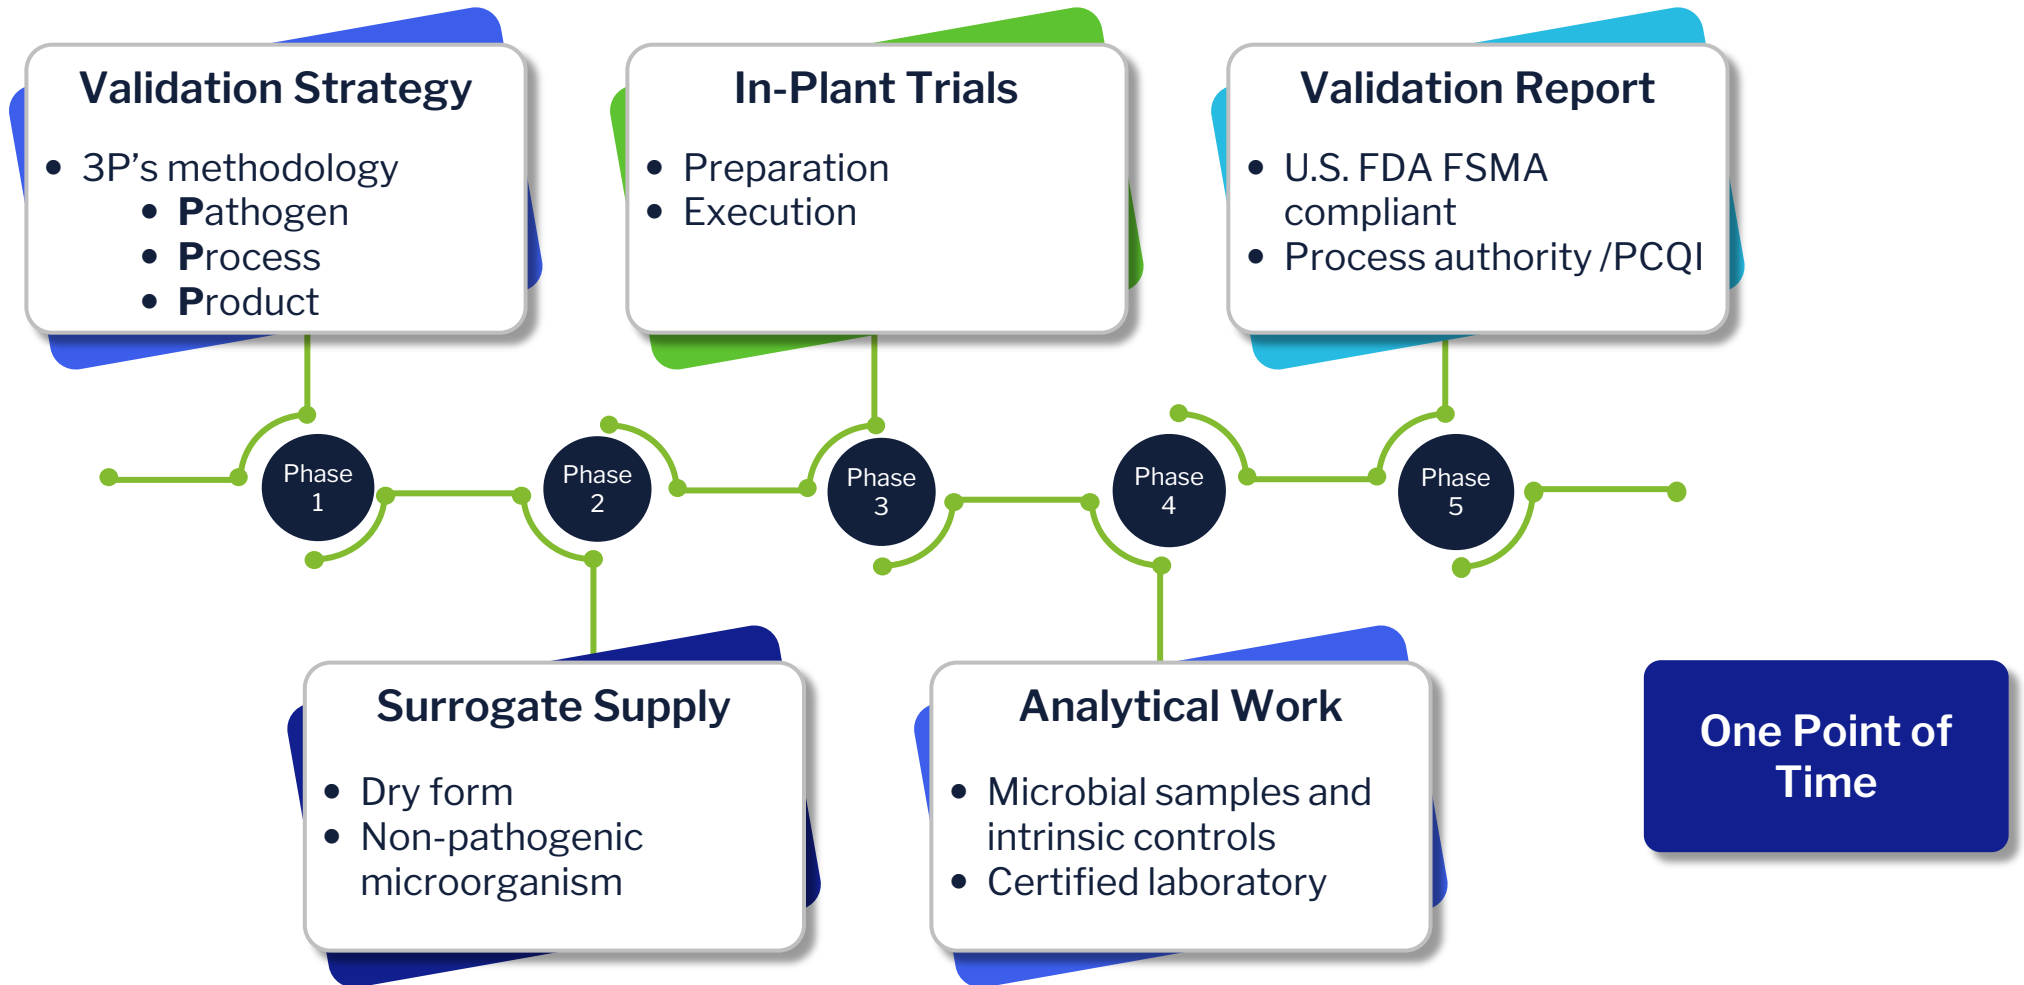 Validation Strategy
• 3P’s methodology
• Pathogen
• Process
• Product
In-Plant Trials
• Preparation
• Execution
Validation Report
• U.S. FDA FSMA
compliant
• Process authority /PCQI
Phase
1
Phase
2
Phase
3
Phase
4
Phase
5
Surrogate Supply
• Dry form
• Non-pathogenic
microorganism
Analytical Work
• Microbial samples and
intrinsic controls
• Certified laboratory
One Point of
Time